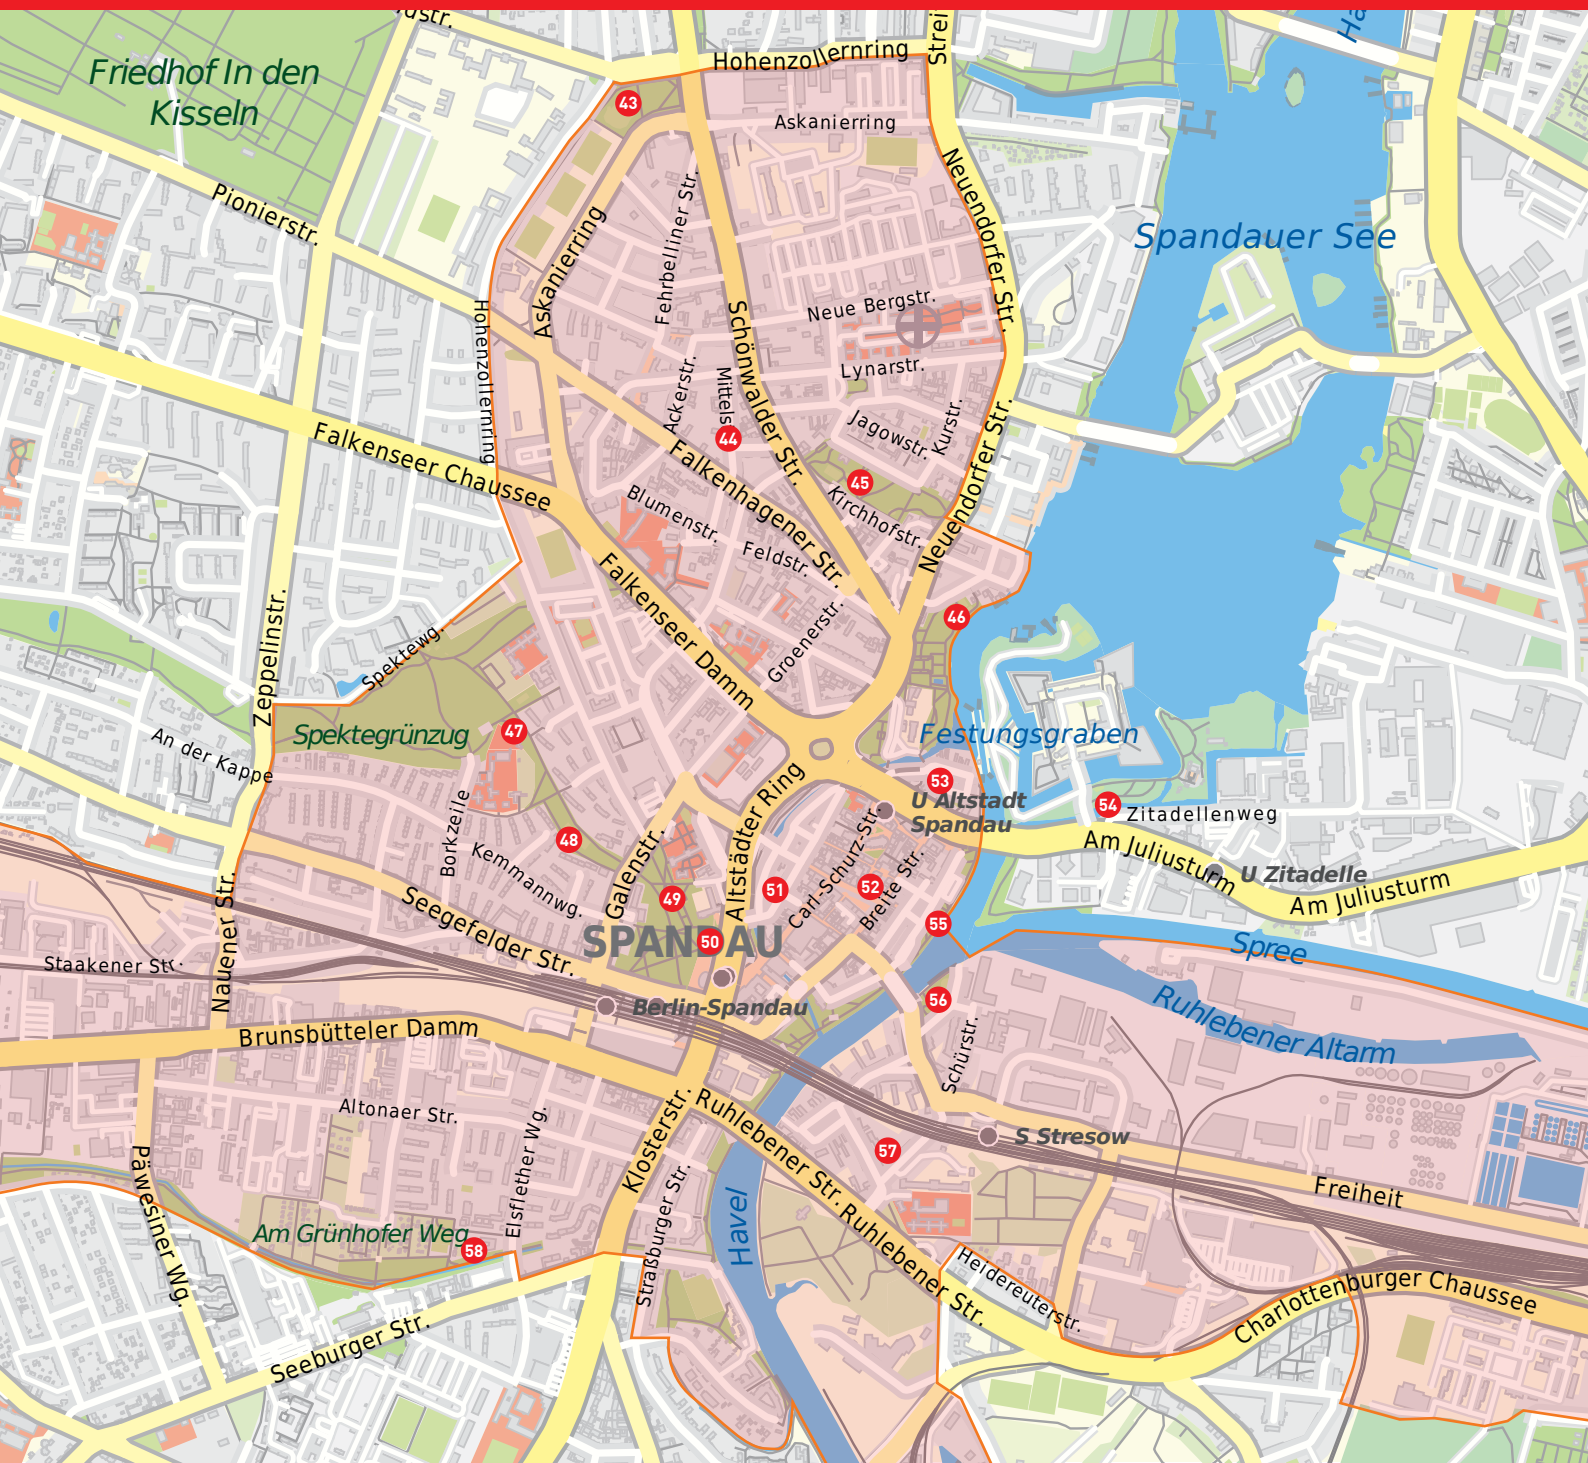 Hohenzollernring
Friedhof In den
Kisseln
43
Askanierring
Pionierstr.
Neuendorfer Str.
Fehrbelliner Str.
Askanierring
Spandauer See
Hohenzollernring
Schönwalder Str.
Neue Bergstr.
Lynarstr.
Ackerstr.
Mittels
44
Jagowstr.
Kurstr.
Falkenseer Chaussee
Falkenhagener Str.
45
Kirchhofstr.
Neuendorfer Str.
Blumenstr.
Feldstr.
Falkenseer Damm
Groenerstr.
46
Zeppelinstr.
Spektewg.
An der Kappe
Spektegrünzug
47
Festungsgraben
53
U Altstadt
Spandau
54
Zitadellenweg
Am Juliusturm
U Zitadelle
Am Juliusturm
Borkzeile
48
Kemmannwg.
Galenstr.
Altstädter Ring
49
51
Carl-Schurz-Str.
52
Breite Str.
55
Nauener Str.
Seegefelder Str.
SPANDAU
50
Spree
Staakener Str.
Berlin-Spandau
56
Ruhlebener Altarm
Brunsbütteler Damm
Schürstr.
Altonaer Str.
Elsflether Wg.
Klosterstr.
Ruhlebener Str.
S Stresow
57
Päwesiner Wg.
Straßburger Str.
Havel
Ruhlebener Str.
Freiheit
Am Grünhofer Weg
58
Heidereuterstr.
Charlottenburger Chaussee
Seeburger Str.